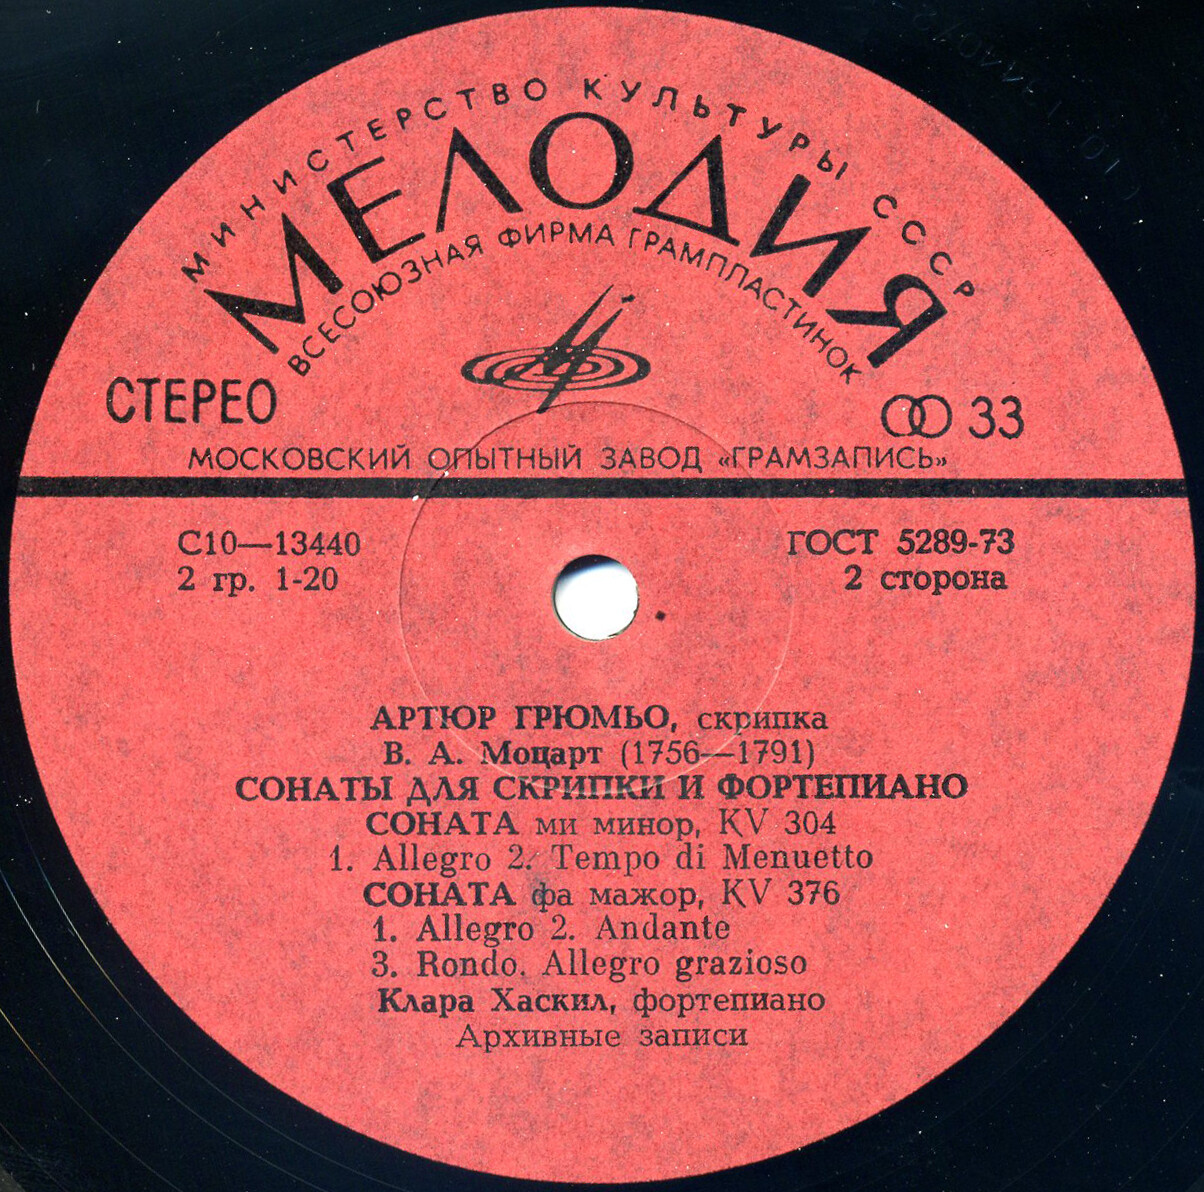 МИНИСТЕРСТВО КУЛЬТУРЫ СССР
МЕЛОДИЯ
ВСЕСОЮЗНАЯ ФИРМА ГРАМПЛАСТИНОК
СТЕРЕО
33
МОСКОВСКИЙ ОПЫТНЫЙ ЗАВОД «ГРАМЗАПИСЬ»
С10—13440
ГОСТ 5289-73
2 гр. 1-20
2 сторона
АРТЮР ГРЮМЬО, скрипка
В. А. Моцарт (1756—1791)
СОНАТЫ ДЛЯ СКРИПКИ И ФОРТЕПИАНО
СОНАТА ми минор, KV 304
1. Allegro 2. Tempo di Menuetto
СОНАТА фа мажор, KV 376
1. Allegro 2. Andante
3. Rondo. Allegro grazioso
Клара Хаскил, фортепиано
Архивные записи